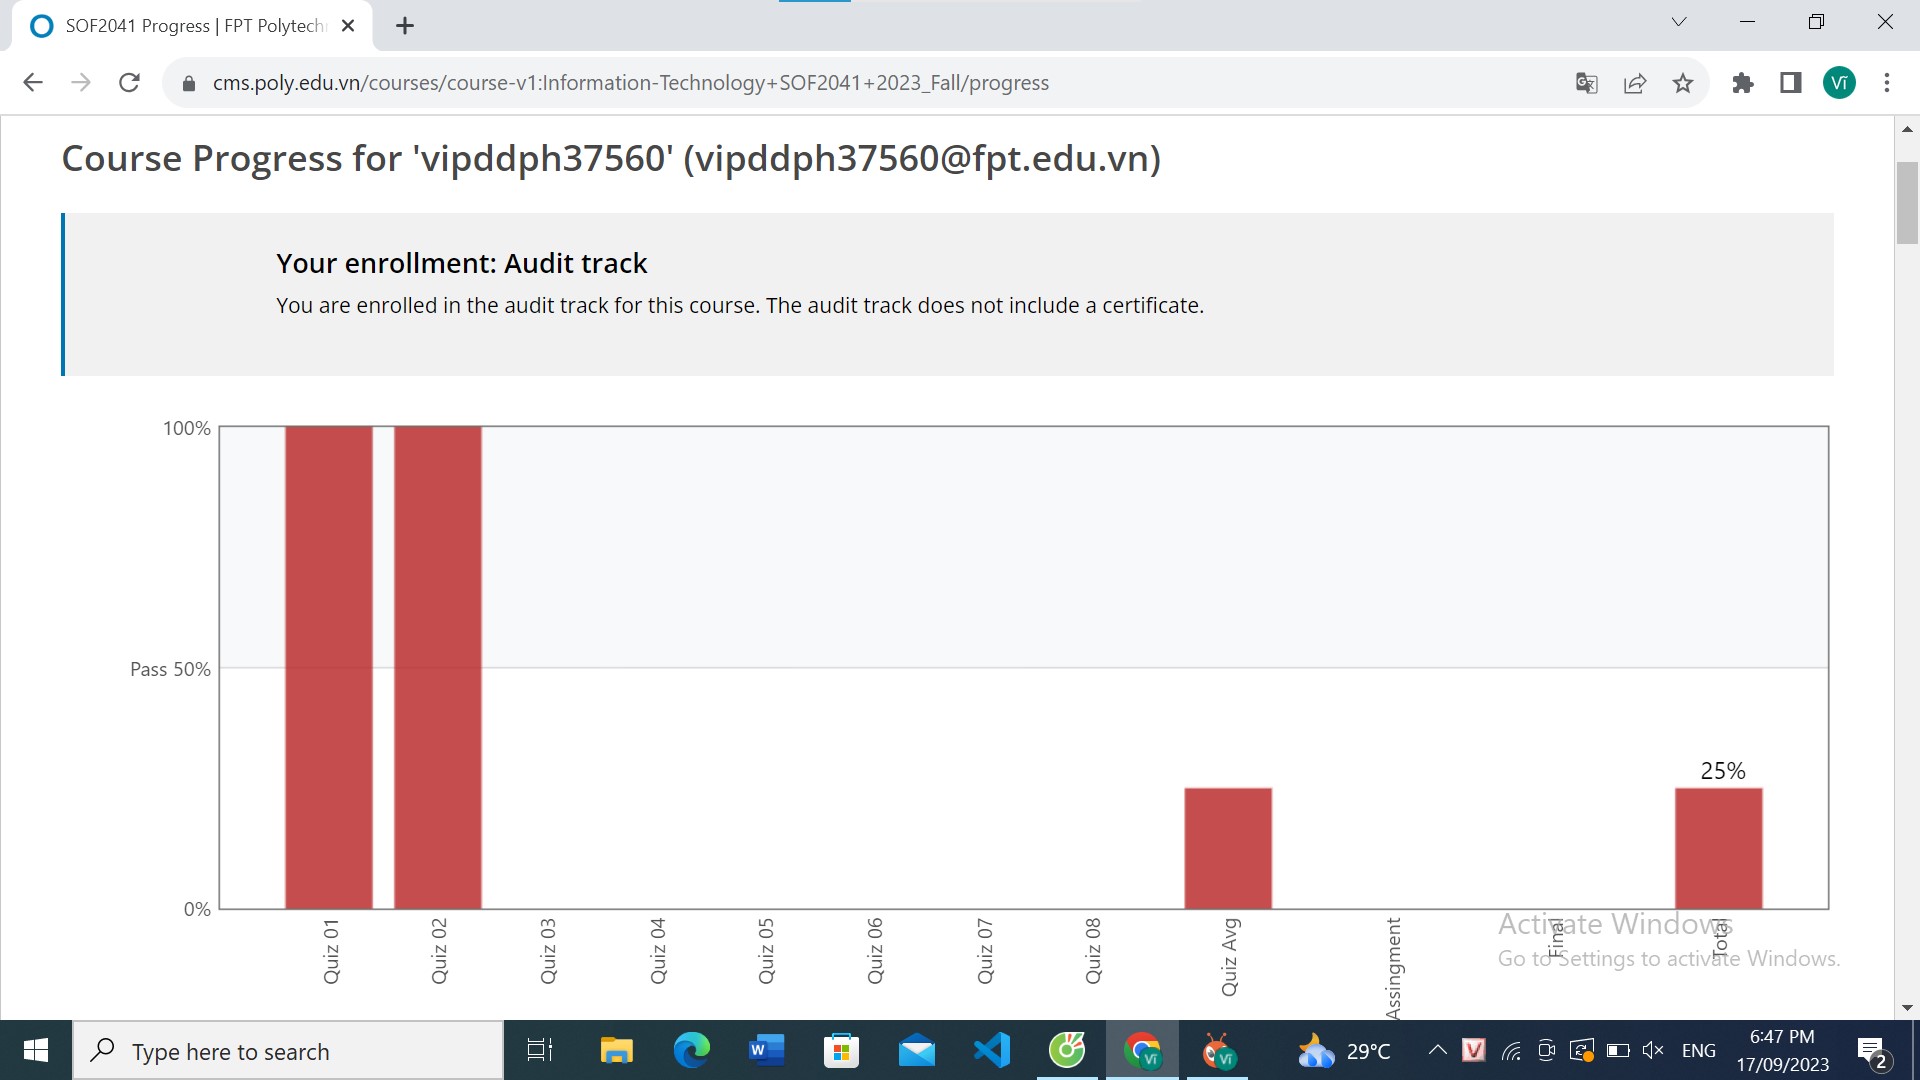 SOF2041 Progress | FPT Polytech
cms.poly.edu.vn/courses/course-v1:Information-Technology+SOF2041+2023_Fall/progress
Vĩ
Course Progress for 'vipddph37560' (vipddph37560@fpt.edu.vn)
Your enrollment: Audit track
You are enrolled in the audit track for this course. The audit track does not include a certificate.
100%
Pass 50%
0%
25%
Quiz 01
Quiz 02
Quiz 03
Quiz 04
Quiz 05
Quiz 06
Quiz 07
Quiz 08
Quiz Avg
Assingment
Final
Total
Activate Windows
Go to Settings to activate Windows.
Type here to search
W
Vĩ
Vĩ
29°C
V
ENG
6:47 PM
17/09/2023
2